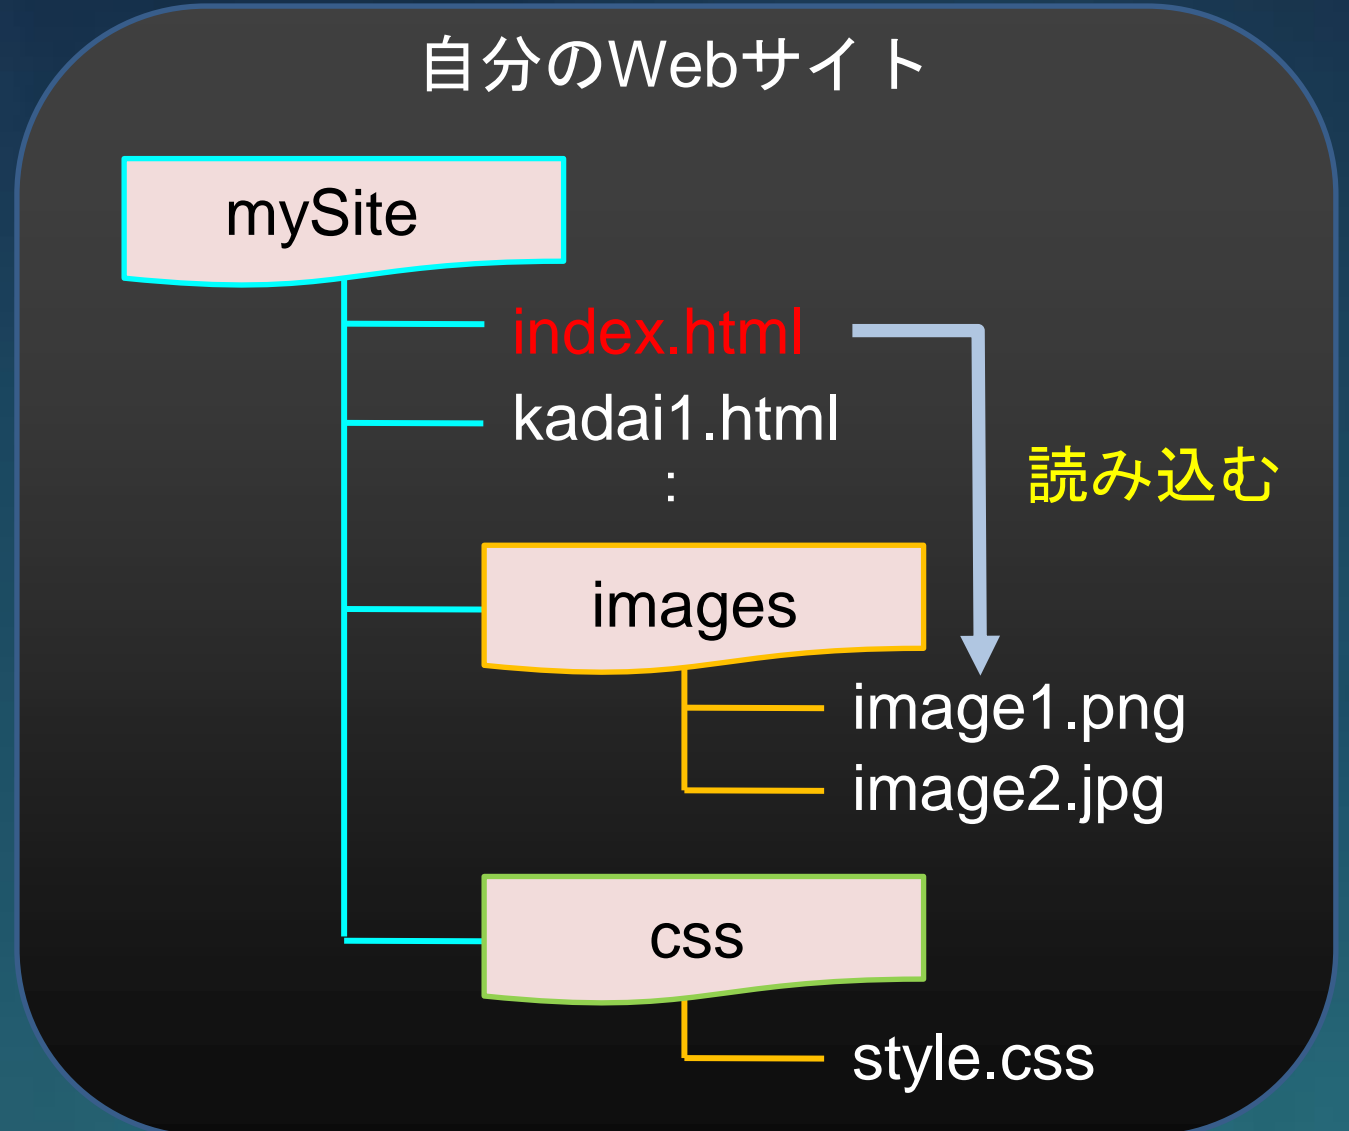 自分のWebサイト
mySite
index.html
kadai1.html
:
読み込む
images
image1.png
image2.jpg
css
style.css